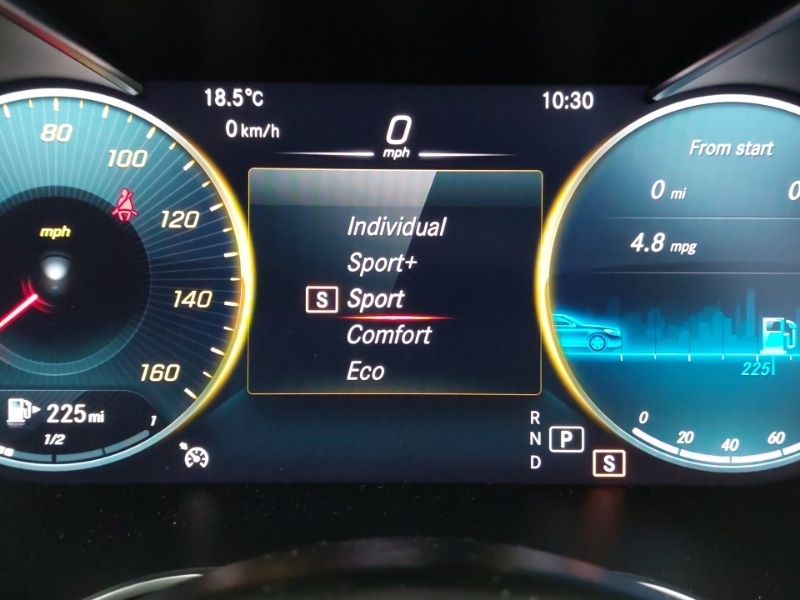 18.5°C
0 km/h
0
mph
10:30
80
100
120
140
160
mph
225 mi
1/2
1
Individual
Sport+
S Sport
Comfort
Eco
R
N P
D S
From start
0 mi
0
4.8 mpg
225
0
20
40
60